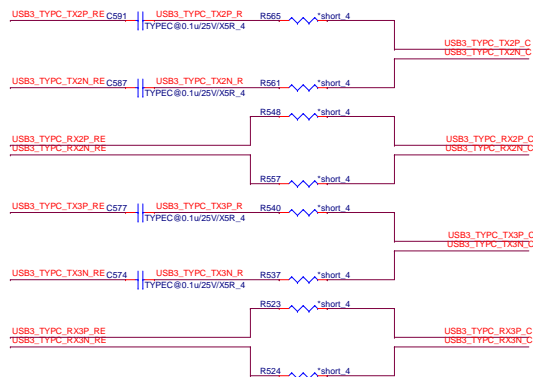 USB3_TYPC_TX2P_RE C591 USB3_TYPC_TX2P_R R565 *short_4
TYPEC@0.1u/25V/X5R_4
USB3_TYPC_TX2P_C
USB3_TYPC_TX2N_C
USB3_TYPC_TX2N_RE C587 USB3_TYPC_TX2N_R R561 *short_4
TYPEC@0.1u/25V/X5R_4
R548 *short_4
USB3_TYPC_RX2P_RE USB3_TYPC_RX2P_C
USB3_TYPC_RX2N_RE USB3_TYPC_RX2N_C
R557 *short_4
USB3_TYPC_TX3P_RE C577 USB3_TYPC_TX3P_R R540 *short_4
TYPEC@0.1u/25V/X5R_4
USB3_TYPC_TX3P_C
USB3_TYPC_TX3N_C
USB3_TYPC_TX3N_RE C574 USB3_TYPC_TX3N_R R537 *short_4
TYPEC@0.1u/25V/X5R_4
R523 *short_4
USB3_TYPC_RX3P_RE USB3_TYPC_RX3P_C
USB3_TYPC_RX3N_RE USB3_TYPC_RX3N_C
R524 *short_4